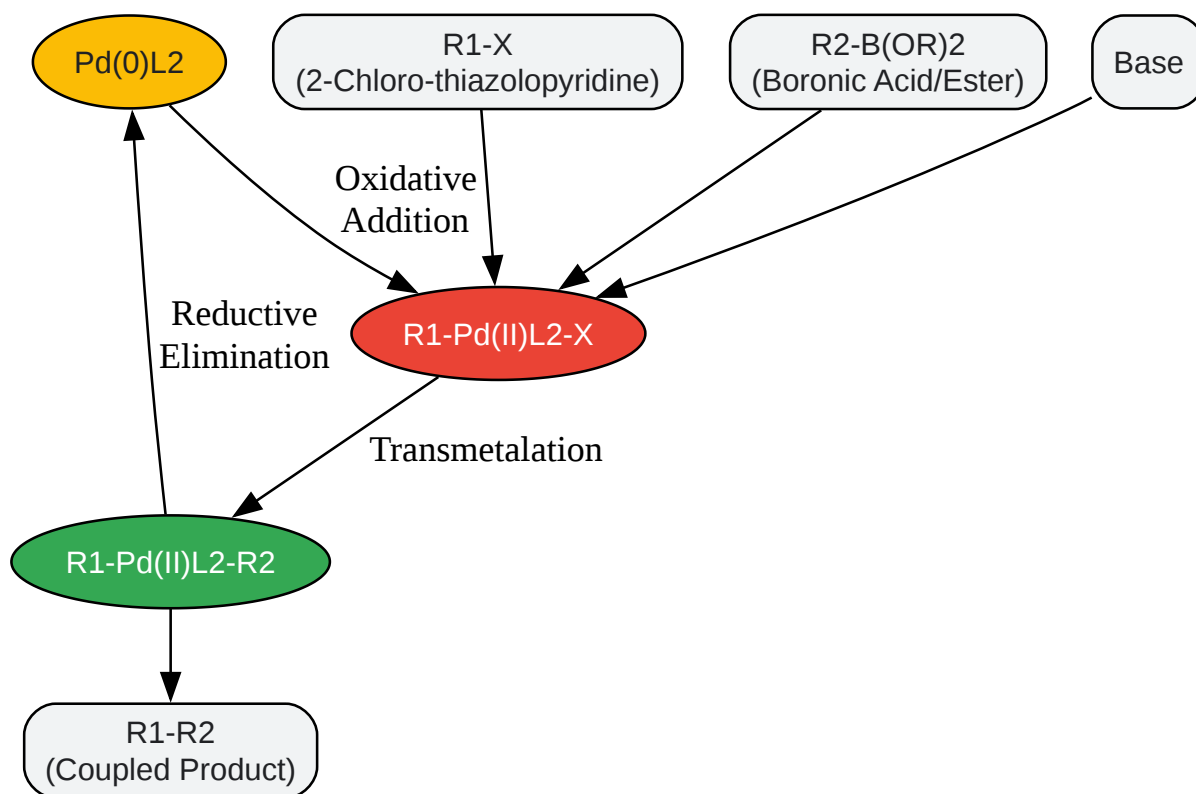 Pd(0)L2
R1-X
(2-Chloro-thiazolopyridine)
R2-B(OR)2
(Boronic Acid/Ester)
Base
Oxidative
Addition
Reductive
Elimination
R1-Pd(II)L2-X
Transmetalation
R1-Pd(II)L2-R2
R1-R2
(Coupled Product)